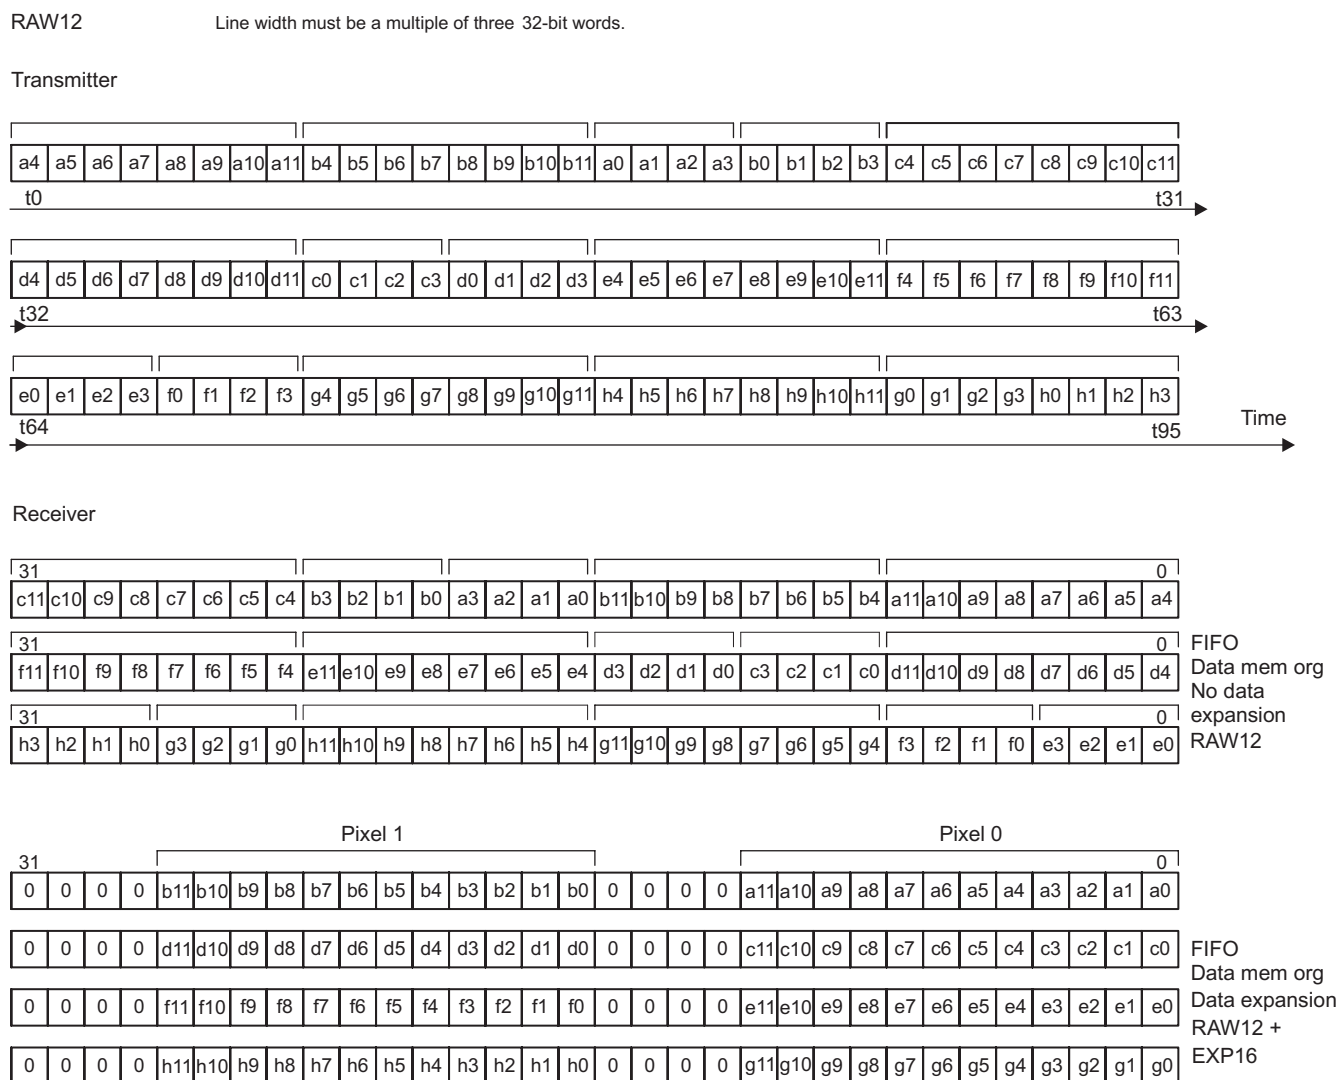 RAW12 Line width must be a multiple of three 32-bit words.
Transmitter
a4 a5 a6 a7 a8 a9 a10 a11 b4 b5 b6 b7 b8 b9 b10 b11 a0 a1 a2 a3 b0 b1 b2 b3 c4 c5 c6 c7 c8 c9 c10 c11
t0 t31
d4 d5 d6 d7 d8 d9 d10 d11 c0 c1 c2 c3 d0 d1 d2 d3 e4 e5 e6 e7 e8 e9 e10 e11 f4 f5 f6 f7 f8 f9 f10 f11
t32 t63
e0 e1 e2 e3 f0 f1 f2 f3 g4 g5 g6 g7 g8 g9 g10 g11 h4 h5 h6 h7 h8 h9 h10 h11 g0 g1 g2 g3 h0 h1 h2 h3
t64 t95 Time
Receiver
31 0
c11 c10 c9 c8 c7 c6 c5 c4 b3 b2 b1 b0 a3 a2 a1 a0 b11 b10 b9 b8 b7 b6 b5 b4 a11 a10 a9 a8 a7 a6 a5 a4
31 0 FIFO
f11 f10 f9 f8 f7 f6 f5 f4 e11 e10 e9 e8 e7 e6 e5 e4 d3 d2 d1 d0 c3 c2 c1 c0 d11 d10 d9 d8 d7 d6 d5 d4 Data mem org
No data
31 0 expansion
h3 h2 h1 h0 g3 g2 g1 g0 h11 h10 h9 h8 h7 h6 h5 h4 g11 g10 g9 g8 g7 g6 g5 g4 f3 f2 f1 f0 e3 e2 e1 e0 RAW12
Pixel 1 Pixel 0
31 0
0 0 0 0 b11 b10 b9 b8 b7 b6 b5 b4 b3 b2 b1 b0 0 0 0 0 a11 a10 a9 a8 a7 a6 a5 a4 a3 a2 a1 a0
0 0 0 0 d11 d10 d9 d8 d7 d6 d5 d4 d3 d2 d1 d0 0 0 0 0 c11 c10 c9 c8 c7 c6 c5 c4 c3 c2 c1 c0 FIFO
Data mem org
0 0 0 0 f11 f10 f9 f8 f7 f6 f5 f4 f3 f2 f1 f0 0 0 0 0 e11 e10 e9 e8 e7 e6 e5 e4 e3 e2 e1 e0 Data expansion
RAW12 +
0 0 0 0 h11 h10 h9 h8 h7 h6 h5 h4 h3 h2 h1 h0 0 0 0 0 g11 g10 g9 g8 g7 g6 g5 g4 g3 g2 g1 g0 EXP16